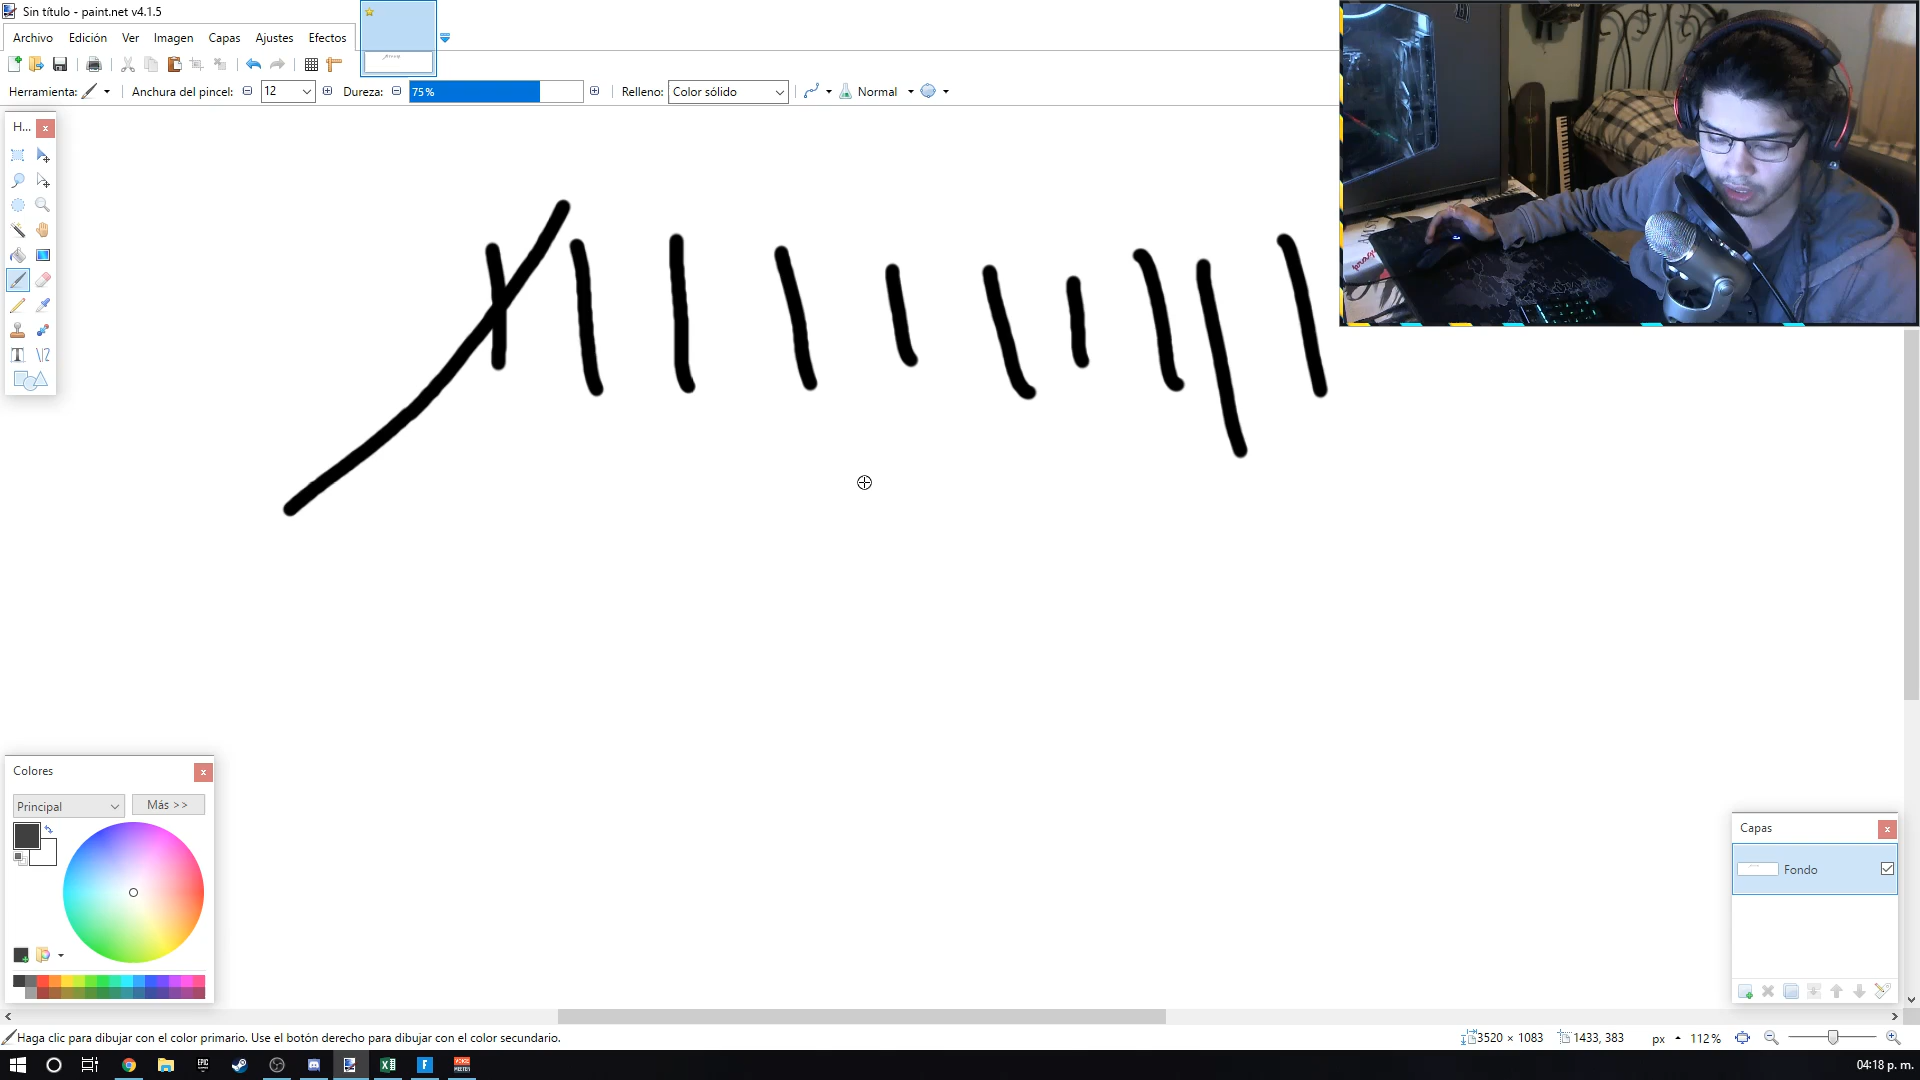 Sin título - paint.net v4.1.5
Archivo Edición Ver Imagen Capas Ajustes Efectos
Herramienta: Anchura del pincel: 12 Dureza: 75% Relleno: Color sólido Normal
H... x
Colores x
Principal Más >>
Capas x
Fondo
Haga clic para dibujar con el color primario. Use el botón derecho para dibujar con el color secundario. 3520 × 1083 1433, 383 px 112%
EPIC F 04:18 p. m.